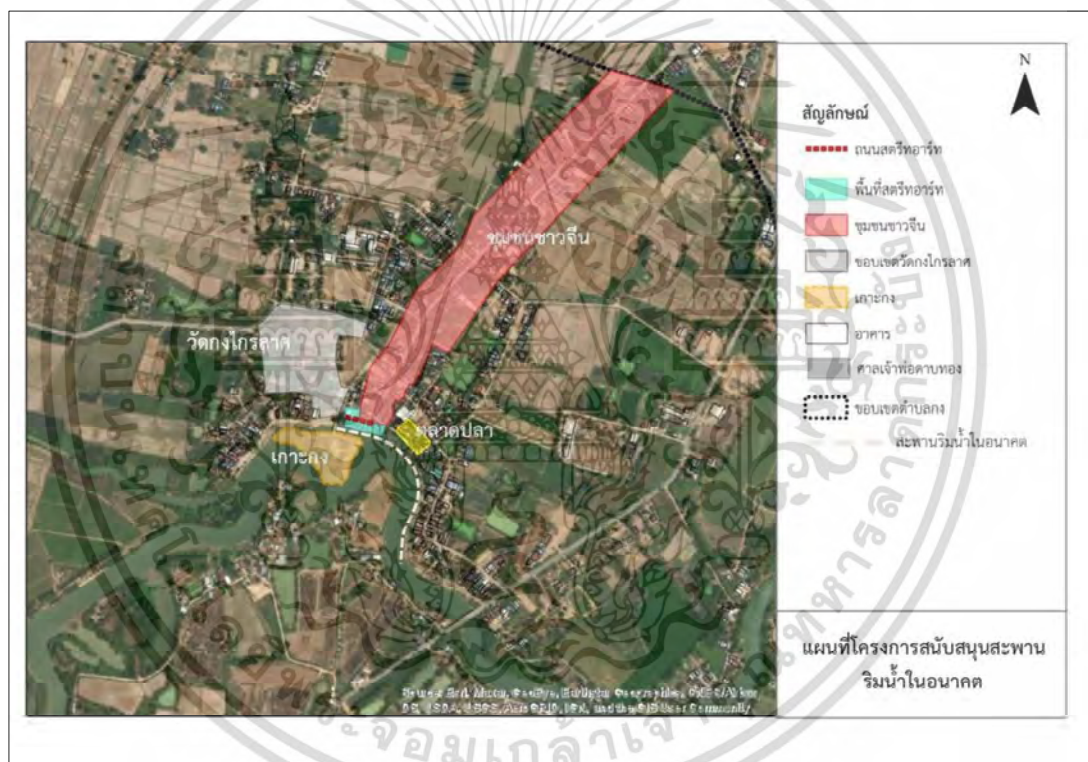 N
สัญลักษณ์
ถนนสตรีทอาร์ท
พื้นที่สตรีทอาร์ท
ชุมชนชาวจีน
ขอบเขตวัดกงไกรลาศ
เกาะกง
อาคาร
ศาลเจ้าพ่อดาบทอง
ขอบเขตตำบลกง
สะพานริมน้ำในอนาคต
ชุมชนชาวจีน
วัดกงไกรลาศ
ตลาดปลา
เกาะกง
แผนที่โครงการสนับสนุนสะพาน
ริมน้ำในอนาคต